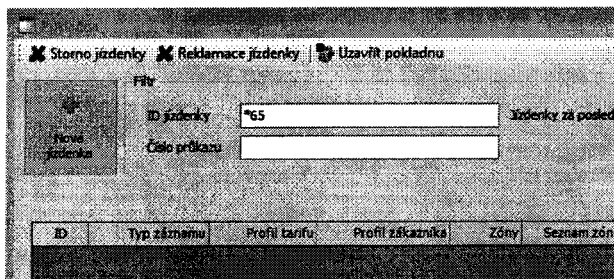 Storno jízdenky Reklamace jízdenky Uzavřít pokladnu
Filtr
Nová
jízdenka
ID jízdenky *65 Jízdenky za posled
Číslo průkazu
ID Typ záznamu Profil tarifu Profil zákazníka Zóny Seznam zón